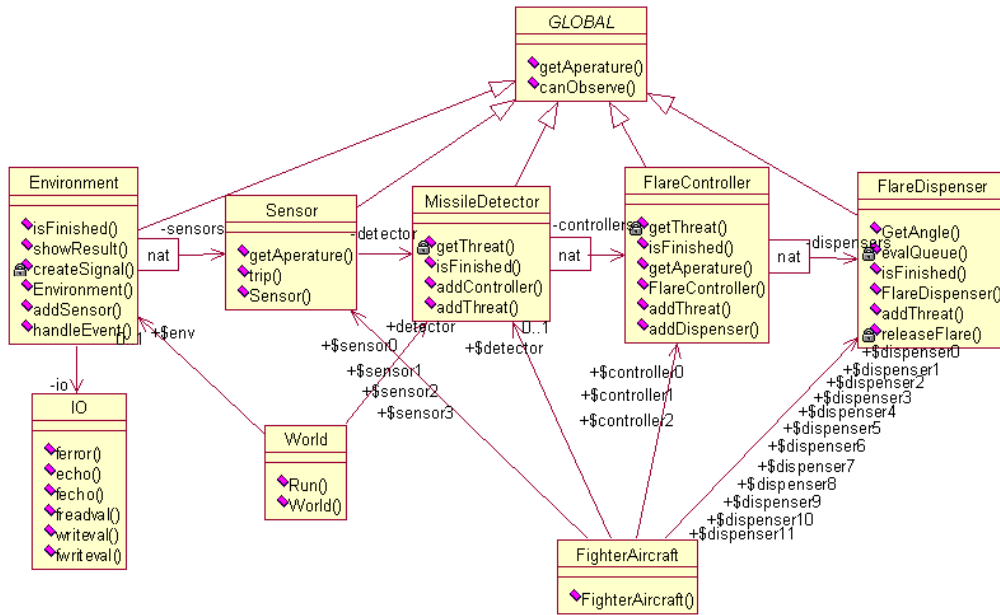 GLOBAL
getAperature()
canObserve()
Environment
isFinished()
showResult()
createSignal()
Environment()
addSensor()
handleEvent()
-sensors
nat
Sensor
getAperature()
trip()
Sensor()
-detector
MissileDetector
getThreat()
isFinished()
addController()
addThreat()
-controllers
nat
FlareController
getThreat()
isFinished()
getAperature()
FlareController()
addThreat()
addDispenser()
-dispensers
nat
FlareDispenser
GetAngle()
evalQueue()
isFinished()
FlareDispenser()
addThreat()
releaseFlare()
0..1
+$env
+detector
0..1
+$sensor0
+$sensor1
+$sensor2
+$sensor3
+$detector
+$controller0
+$controller1
+$controller2
+$dispenser0
+$dispenser1
+$dispenser2
+$dispenser3
+$dispenser4
+$dispenser5
+$dispenser6
+$dispenser7
+$dispenser8
+$dispenser9
+$dispenser10
+$dispenser11
-io
IO
ferror()
echo()
fecho()
freadval()
writeval()
fwriteval()
World
Run()
World()
FighterAircraft
FighterAircraft()